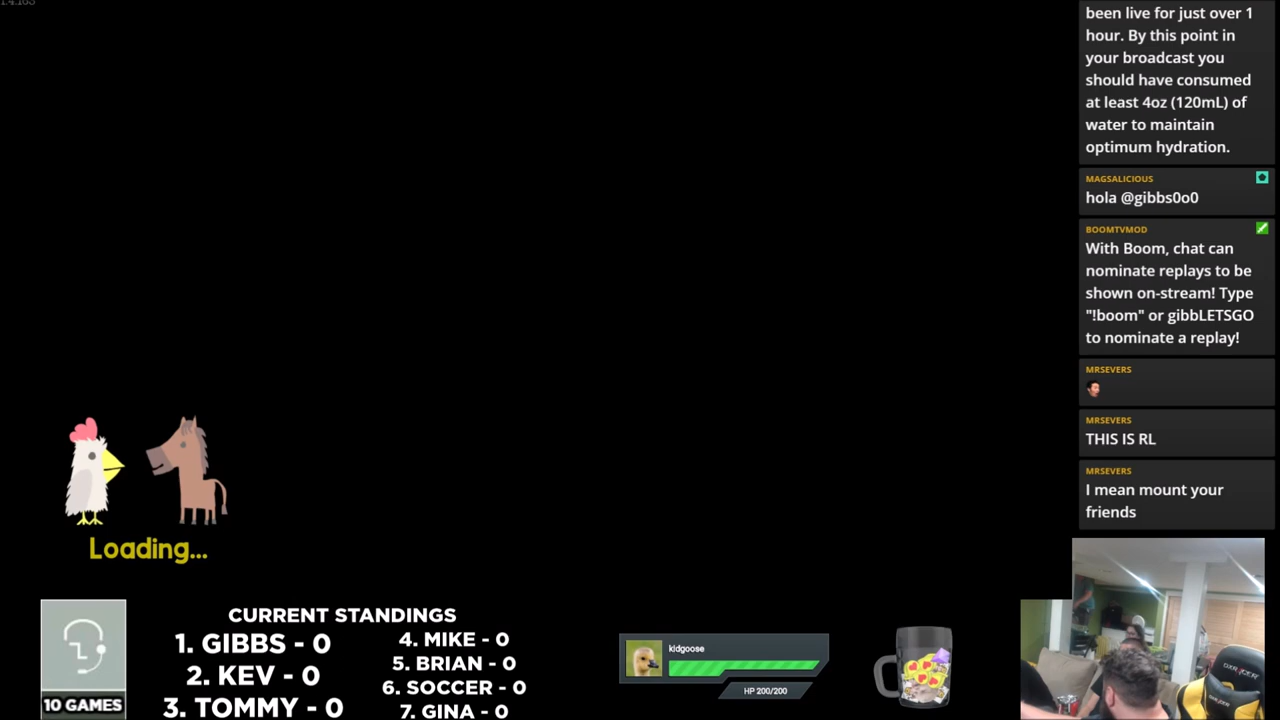 1.4.163
been live for just over 1
hour. By this point in
your broadcast you
should have consumed
at least 4oz (120mL) of
water to maintain
optimum hydration.
MAGSALICIOUS
hola @gibbs0o0
BOOMTVMOD
With Boom, chat can
nominate replays to be
shown on-stream! Type
"!boom" or gibbLETSGO
to nominate a replay!
MRSEVERS
MRSEVERS
THIS IS RL
MRSEVERS
I mean mount your
friends
Loading...
10 GAMES
CURRENT STANDINGS
1. GIBBS - 0
2. KEV - 0
3. TOMMY - 0
4. MIKE - 0
5. BRIAN - 0
6. SOCCER - 0
7. GINA - 0
kidgoose
HP 200/200
DXRACER